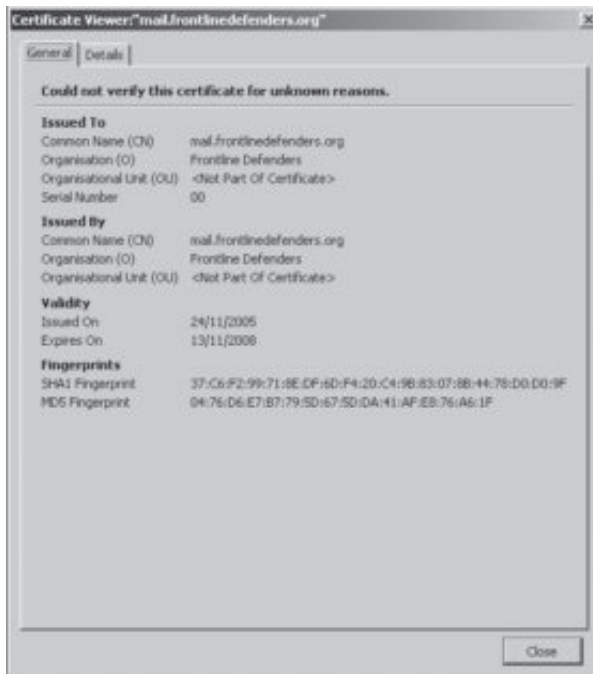 Certificate Viewer:"mail.frontlinedefenders.org"
General Details
Could not verify this certificate for unknown reasons.
Issued To
Common Name (CN) mail.frontlinedefenders.org
Organisation (O) Frontline Defenders
Organisational Unit (OU) <Not Part Of Certificate>
Serial Number 00
Issued By
Common Name (CN) mail.frontlinedefenders.org
Organisation (O) Frontline Defenders
Organisational Unit (OU) <Not Part Of Certificate>
Validity
Issued On 24/11/2005
Expires On 13/11/2008
Fingerprints
SHA1 Fingerprint 37:C6:F2:99:71:8E:DF:6D:F4:20:C4:9B:83:07:8B:44:78:D0:D0:9F
MD5 Fingerprint 04:76:D6:E7:B7:79:5D:67:5D:DA:41:AF:E8:76:A6:1F
Close